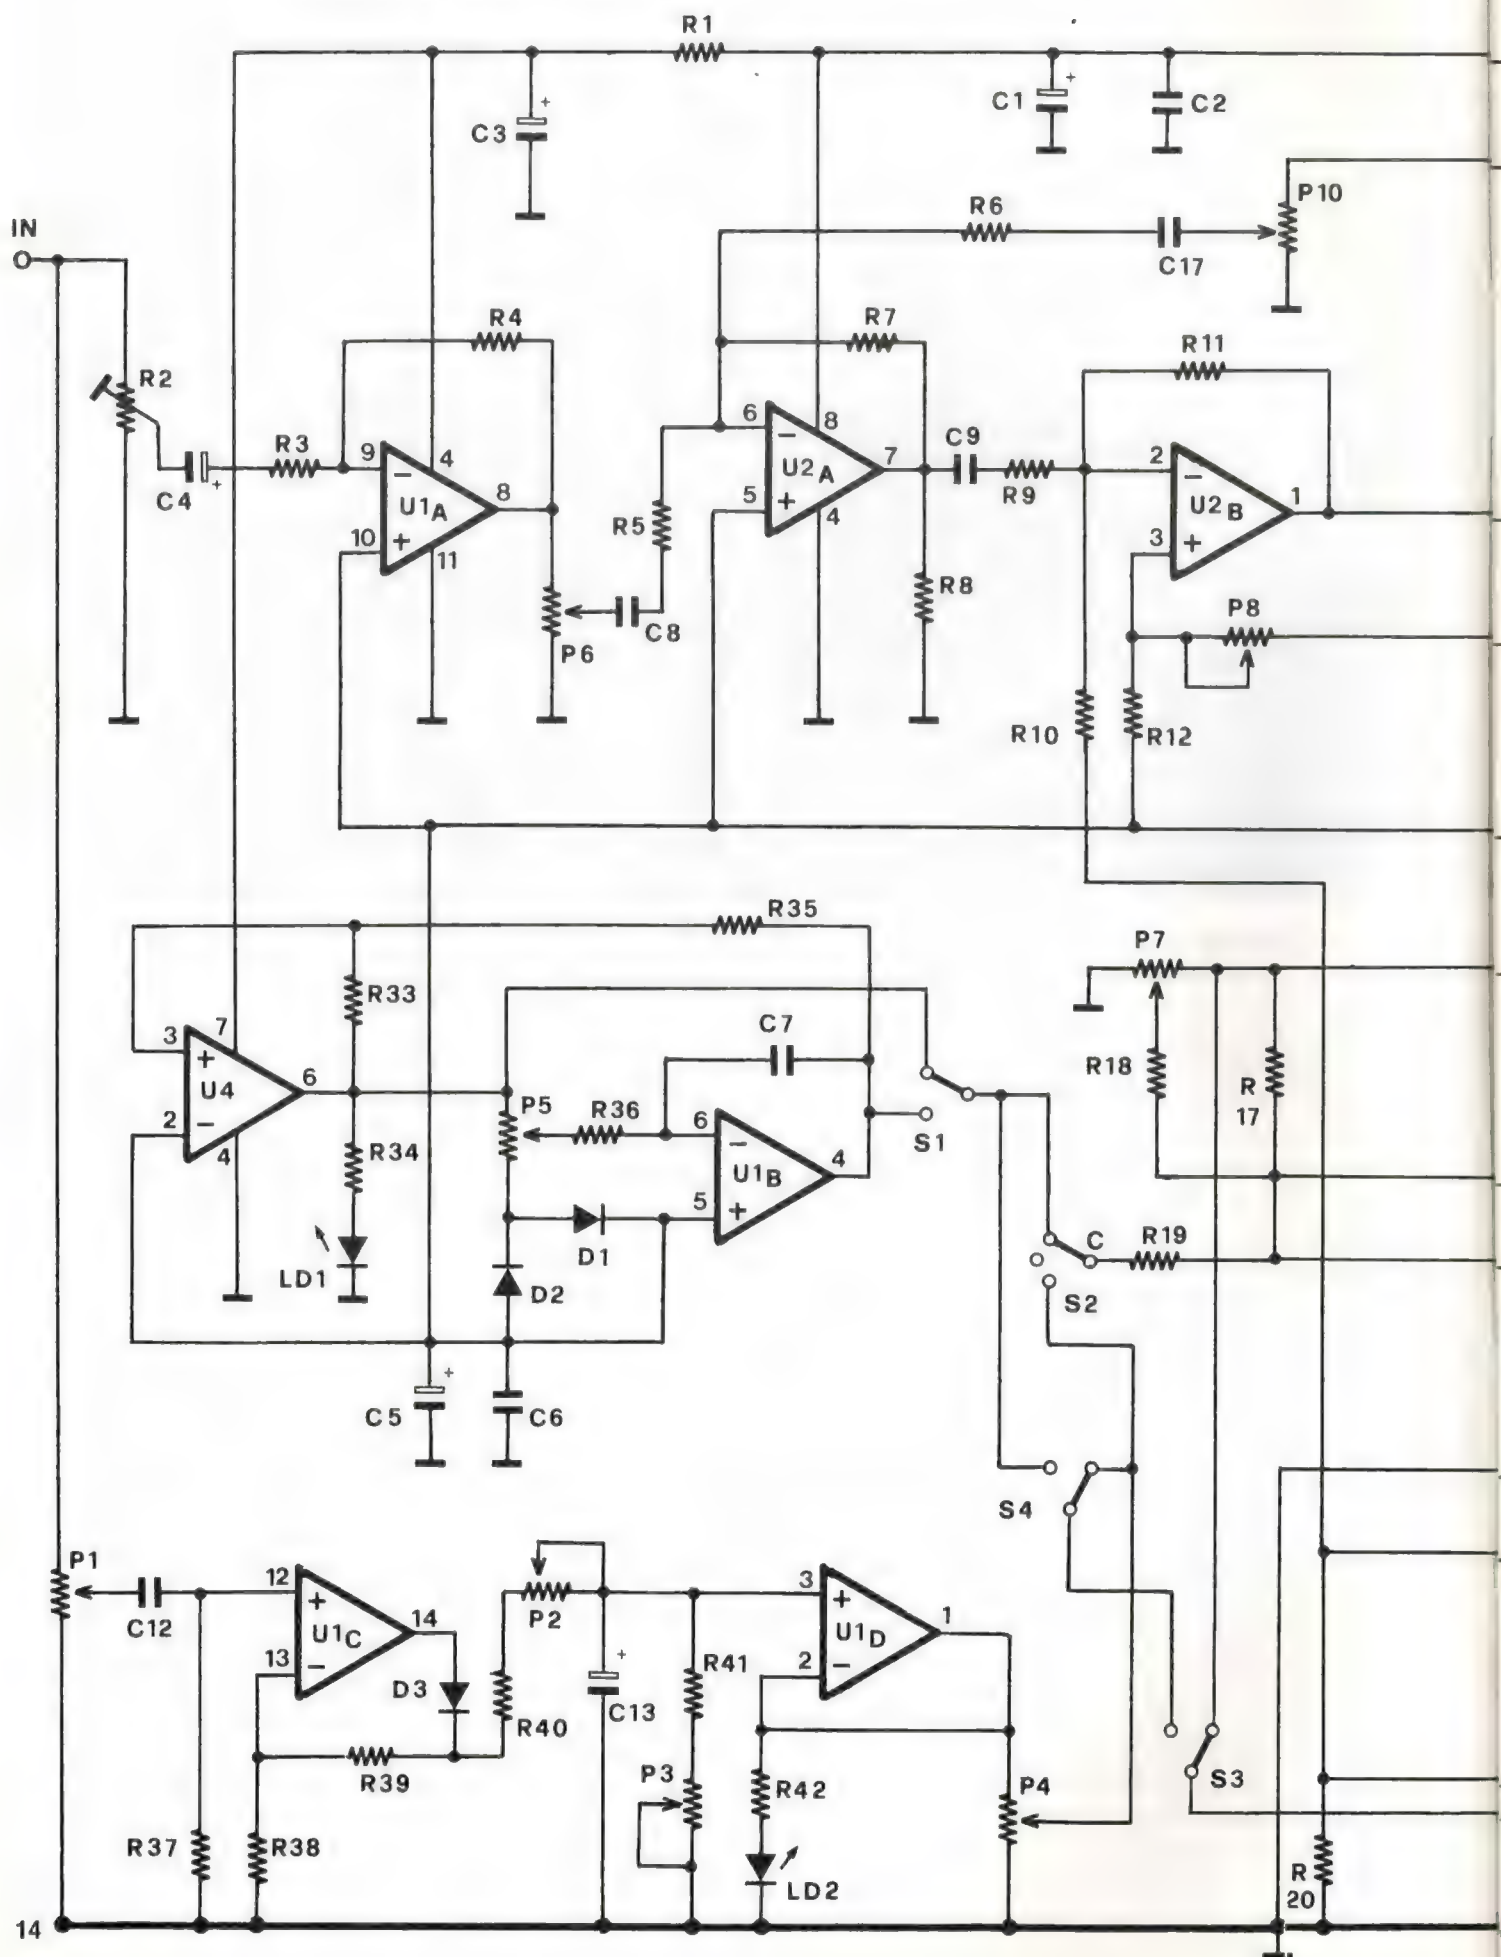 R1
C3
+
C1
+
C2
P10
IN
R6
C17
R4
R7
R11
R2
R3
9
−
4
U1A
8
10
+
11
C4
+
6
−
8
U2A
7
5
+
4
C9
R9
2
−
U2B
1
3
+
R5
R8
P8
C8
P6
R10
R12
R35
P7
R33
C7
R18
R
17
3
+
7
U4
6
2
−
4
P5
R36
6
−
U1B
4
5
+
S1
R34
D1
C
R19
LD1
D2
S2
+
C5
C6
S4
P1
C12
12
+
U1C
14
13
−
P2
3
+
U1D
1
2
−
D3
R40
+
C13
R41
R39
P3
R42
P4
S3
R37
R38
LD2
R
20
14